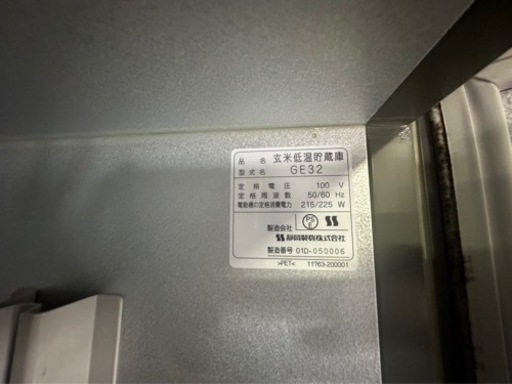 品名 玄米低温貯蔵庫
型式名 GE32
定格電圧 100 V
定格周波数 50/60 Hz
電動機の定格消費電力 215/225 W
製造会社 SS
SS 静岡製機株式会社
製造番号 01D-050006
>PET< 11763-200001